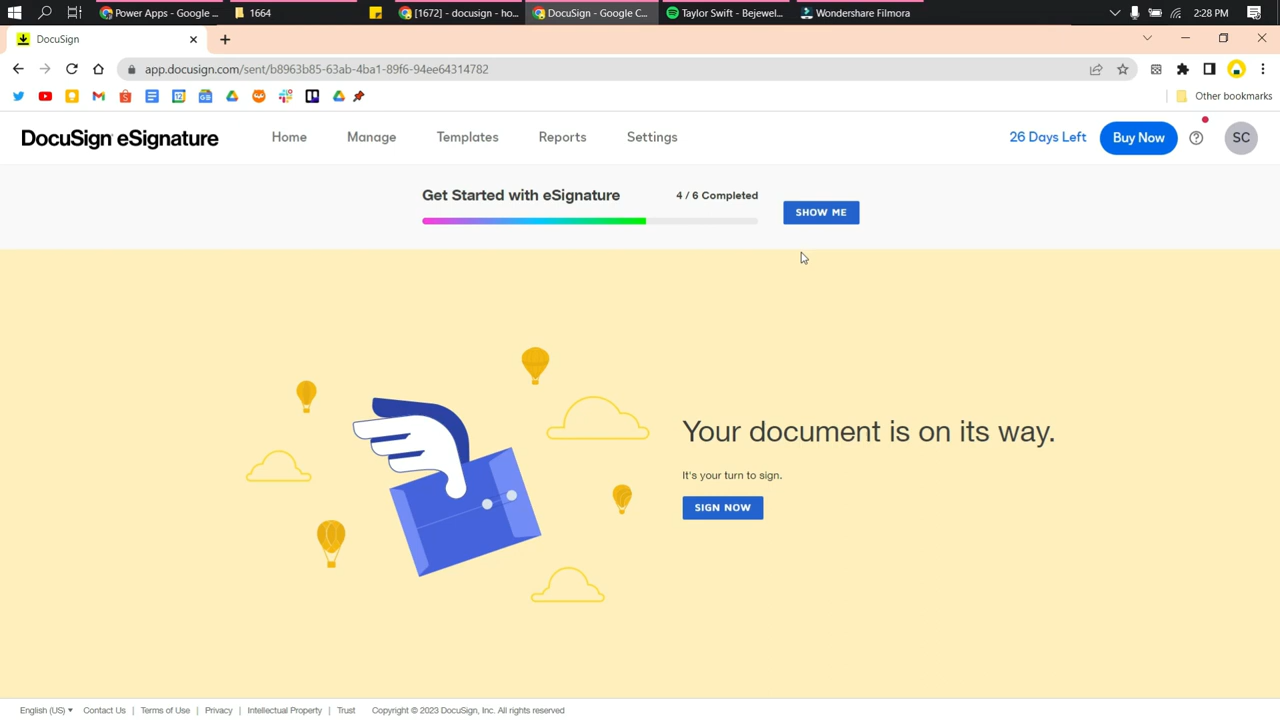 Power Apps - Google ...
1664
[1672] - docusign - ho...
DocuSign - Google C...
Taylor Swift - Bejewel...
Wondershare Filmora
2:28 PM
DocuSign
app.docusign.com/sent/b8963b85-63ab-4ba1-89f6-94ee64314782
Other bookmarks
DocuSign eSignature
Home
Manage
Templates
Reports
Settings
26 Days Left
Buy Now
SC
Get Started with eSignature
4 / 6 Completed
SHOW ME
Your document is on its way.
It's your turn to sign.
SIGN NOW
English (US) Contact Us | Terms of Use | Privacy | Intellectual Property | Trust Copyright © 2023 DocuSign, Inc. All rights reserved